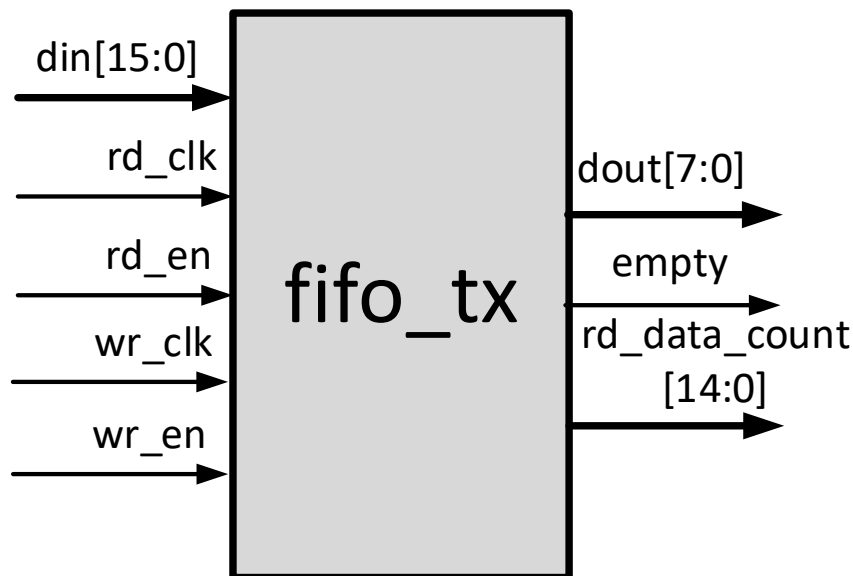 din[15:0]
rd_clk
rd_en
wr_clk
wr_en
fifo_tx
dout[7:0]
empty
rd_data_count
[14:0]